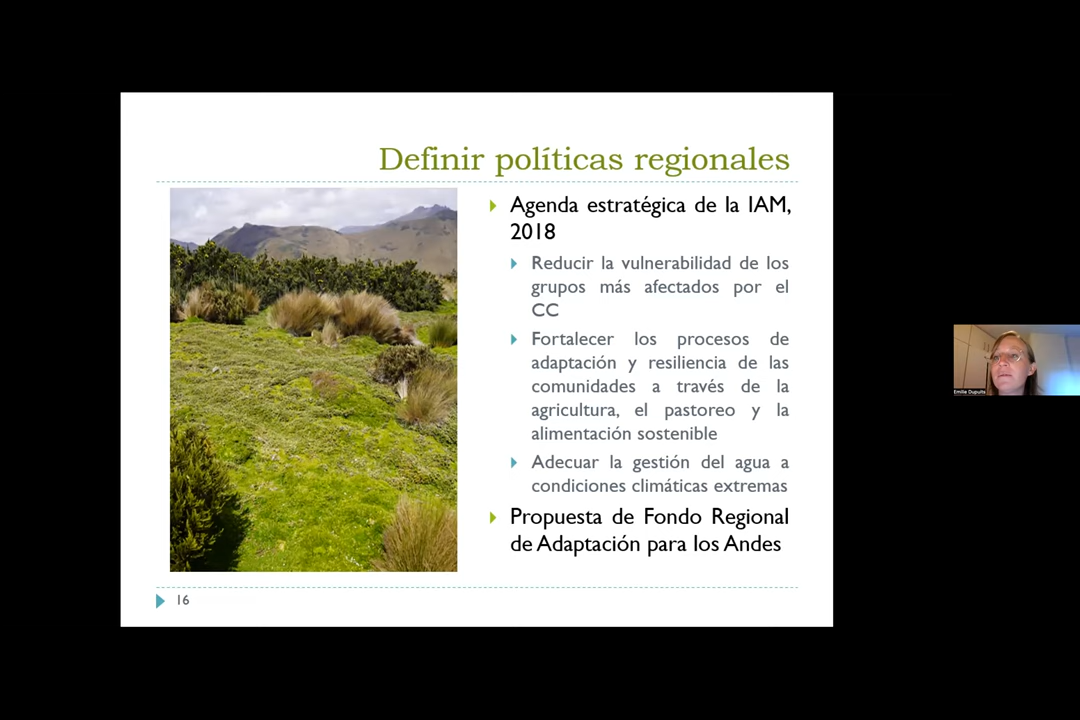 Definir políticas regionales
Agenda estratégica de la IAM,
2018
Reducir la vulnerabilidad de los
grupos más afectados por el
CC
Fortalecer los procesos de
adaptación y resiliencia de las
comunidades a través de la
agricultura, el pastoreo y la
alimentación sostenible
Adecuar la gestión del agua a
condiciones climáticas extremas
Propuesta de Fondo Regional
de Adaptación para los Andes
16
Emilie Dupuits